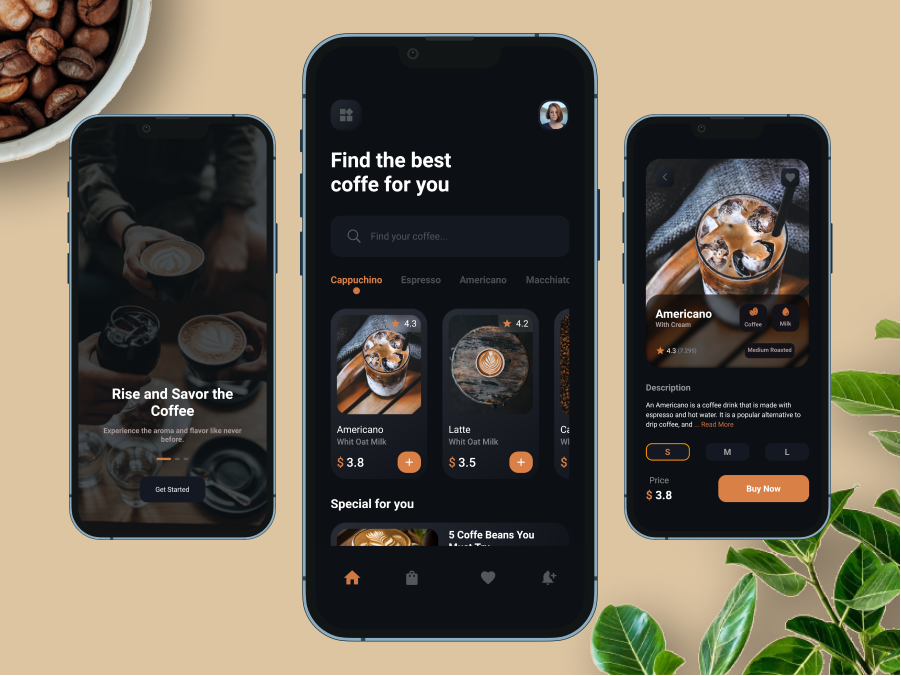 Rise and Savor the
Coffee
Experience the aroma and flavor like never
before.
Get Started
Find the best
coffe for you
Find your coffee...
Cappuchino Espresso Americano Macchiato
4.3
Americano
Whit Oat Milk
$ 3.8
4.2
Latte
Whit Oat Milk
$ 3.5
Ca
Wh
$
Special for you
5 Coffe Beans You
Must Try
Americano
With Cream
Coffee
Milk
4.3 (7.295)
Medium Roasted
Description
An Americano is a coffee drink that is made with
espresso and hot water. It is a popular alternative to
drip coffee, and ... Read More
S M L
Price
$ 3.8
Buy Now